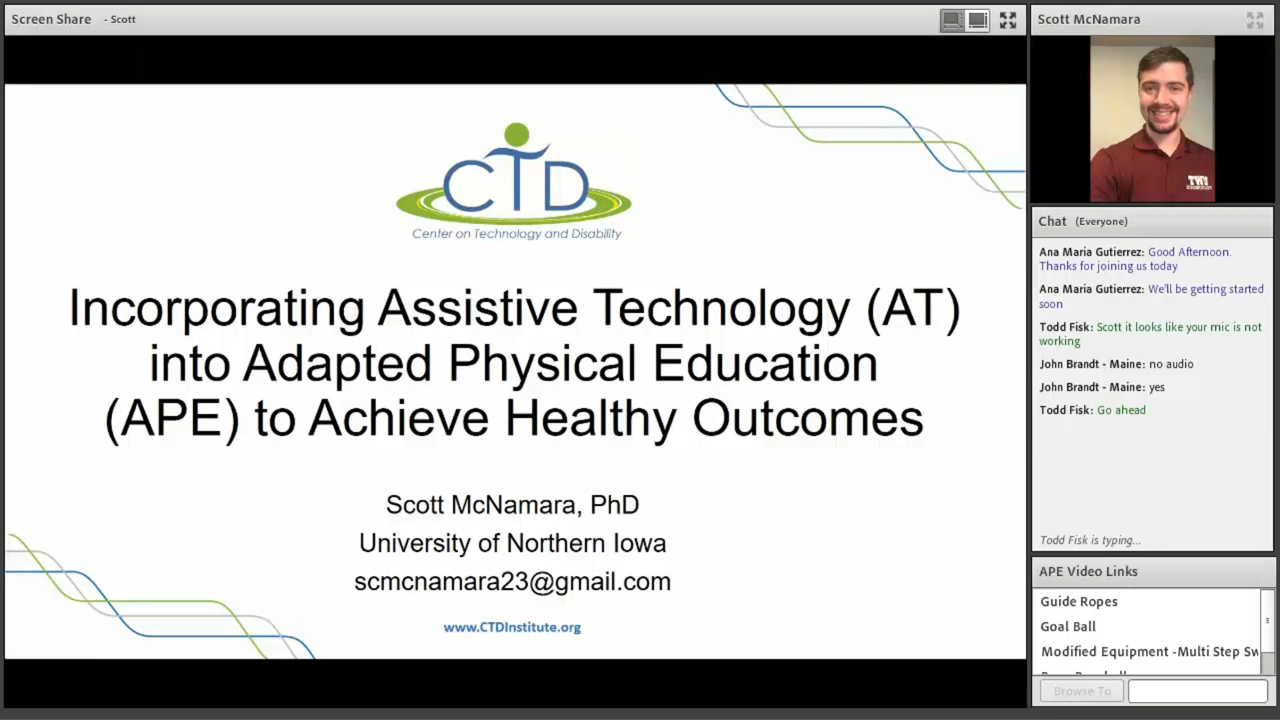 Screen Share - Scott
CTD
Center on Technology and Disability
Incorporating Assistive Technology (AT)
into Adapted Physical Education
(APE) to Achieve Healthy Outcomes
Scott McNamara, PhD
University of Northern Iowa
scmcnamara23@gmail.com
www.CTDInstitute.org
Scott McNamara
TWU
Chat (Everyone)
Ana Maria Gutierrez: Good Afternoon.
Thanks for joining us today
Ana Maria Gutierrez: We'll be getting started
soon
Todd Fisk: Scott it looks like your mic is not
working
John Brandt - Maine: no audio
John Brandt - Maine: yes
Todd Fisk: Go ahead
Todd Fisk is typing...
APE Video Links
Guide Ropes
Goal Ball
Modified Equipment -Multi Step Sw
Browse To